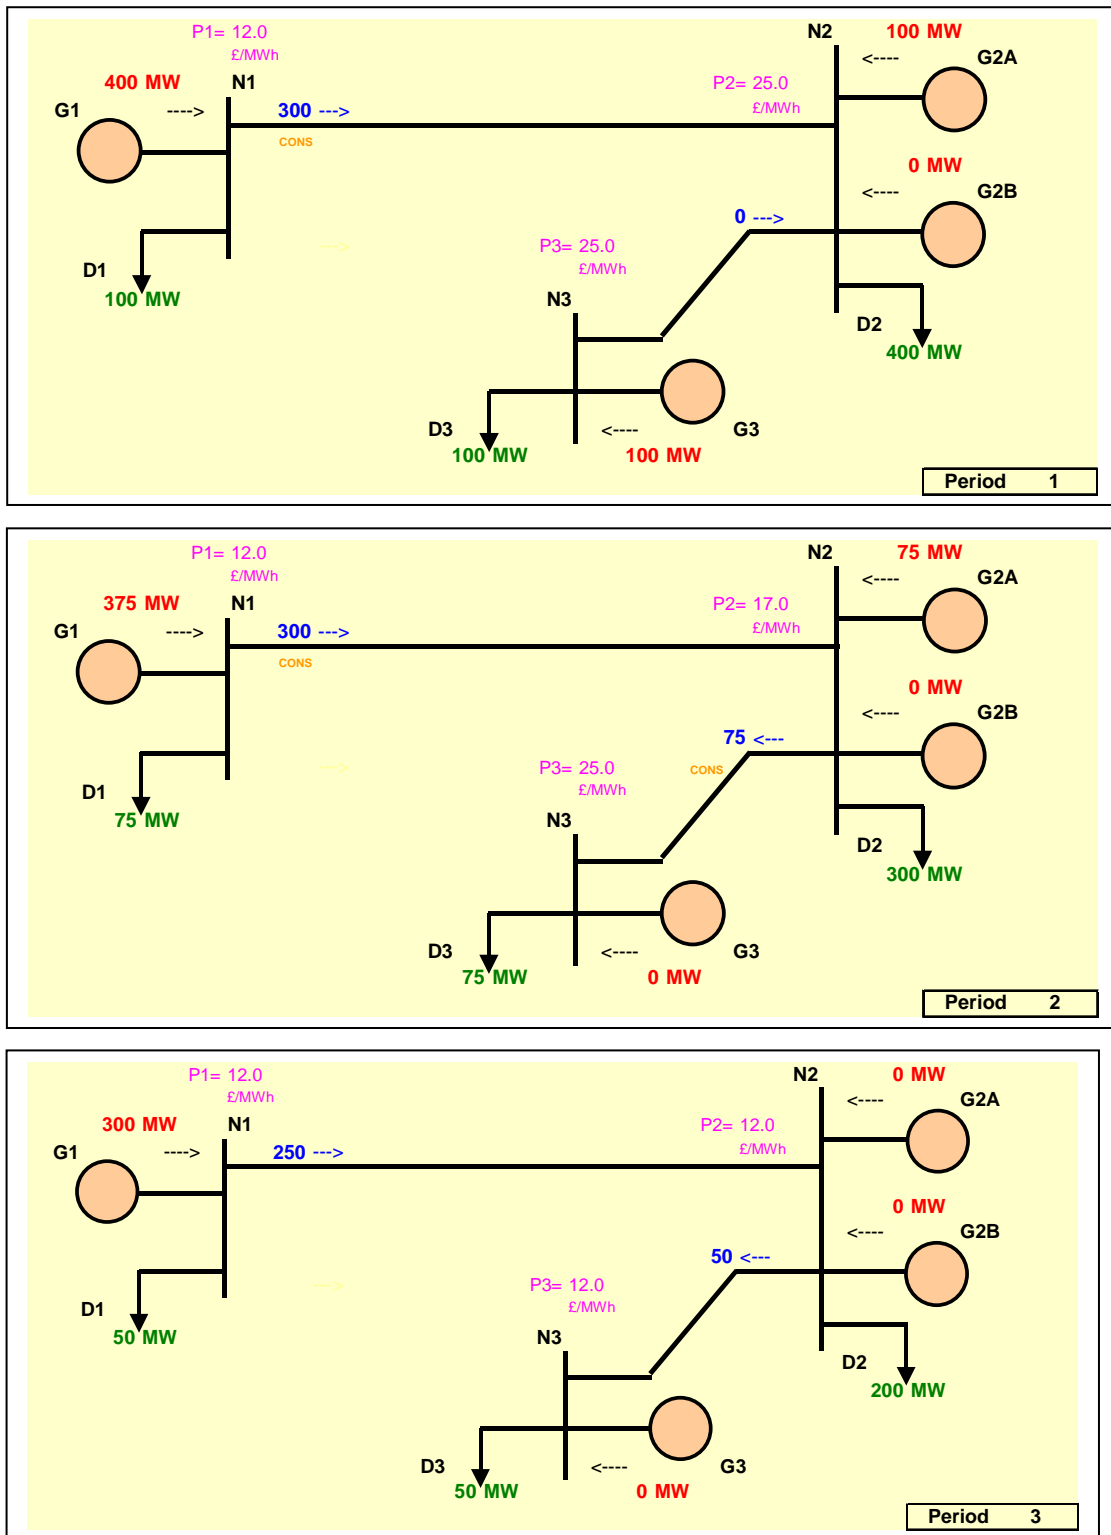 P1= 12.0
£/MWh
N2
100 MW
<----
G2A
400 MW
N1
G1
---->
300 --->
CONS
P2= 25.0
£/MWh
0 MW
<----
G2B
0 --->
--->
P3= 25.0
£/MWh
D1
100 MW
N3
D2
400 MW
D3
<----
G3
100 MW
100 MW
Period 1
P1= 12.0
£/MWh
N2
75 MW
<----
G2A
375 MW
N1
G1
---->
300 --->
CONS
P2= 17.0
£/MWh
0 MW
<----
G2B
75 <---
CONS
--->
P3= 25.0
£/MWh
D1
75 MW
N3
D2
300 MW
D3
<----
G3
75 MW
0 MW
Period 2
P1= 12.0
£/MWh
N2
0 MW
<----
G2A
300 MW
N1
G1
---->
250 --->
P2= 12.0
£/MWh
0 MW
<----
G2B
50 <---
--->
P3= 12.0
£/MWh
D1
50 MW
N3
D2
200 MW
D3
<----
G3
50 MW
0 MW
Period 3